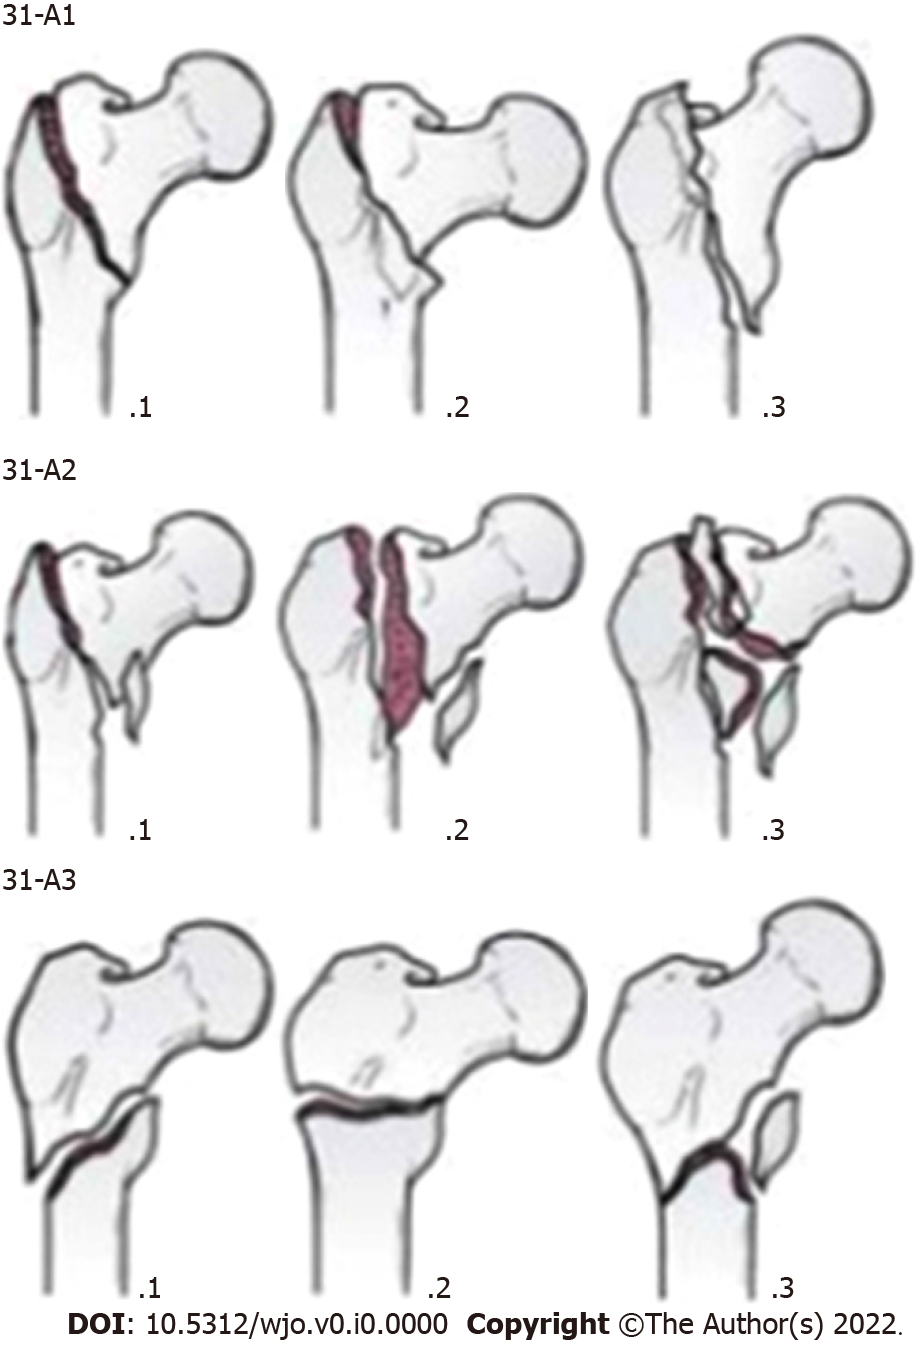 31-A1
.1 .2 .3
31-A2
.1 .2 .3
31-A3
.1 .2 .3
DOI: 10.5312/wjo.v0.i0.0000 Copyright ©The Author(s) 2022.